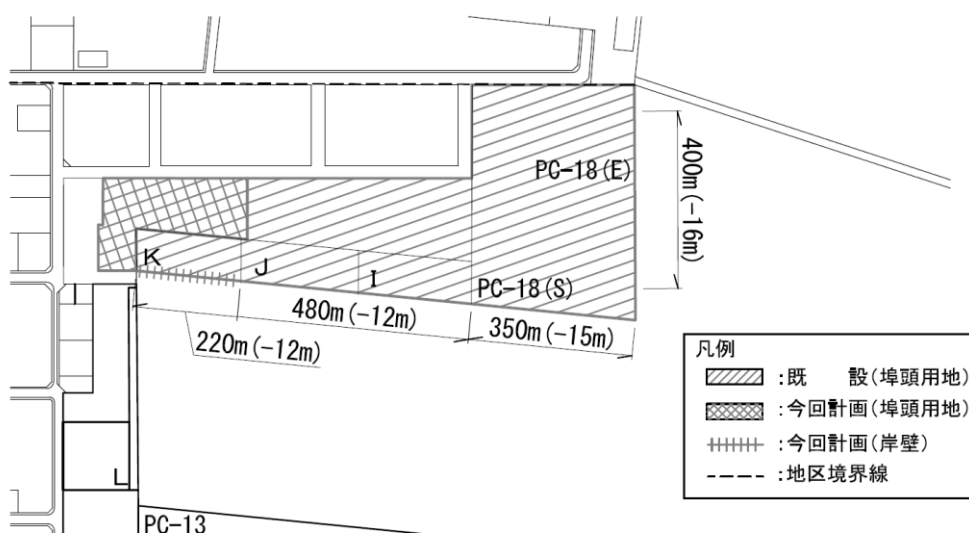 PC-18(E)
400m(-16m)
K
J
I
PC-18(S)
480m(-12m)
350m(-15m)
220m(-12m)
L
PC-13
凡例
:既 設(埠頭用地)
:今回計画(埠頭用地)
:今回計画(岸壁)
:地区境界線